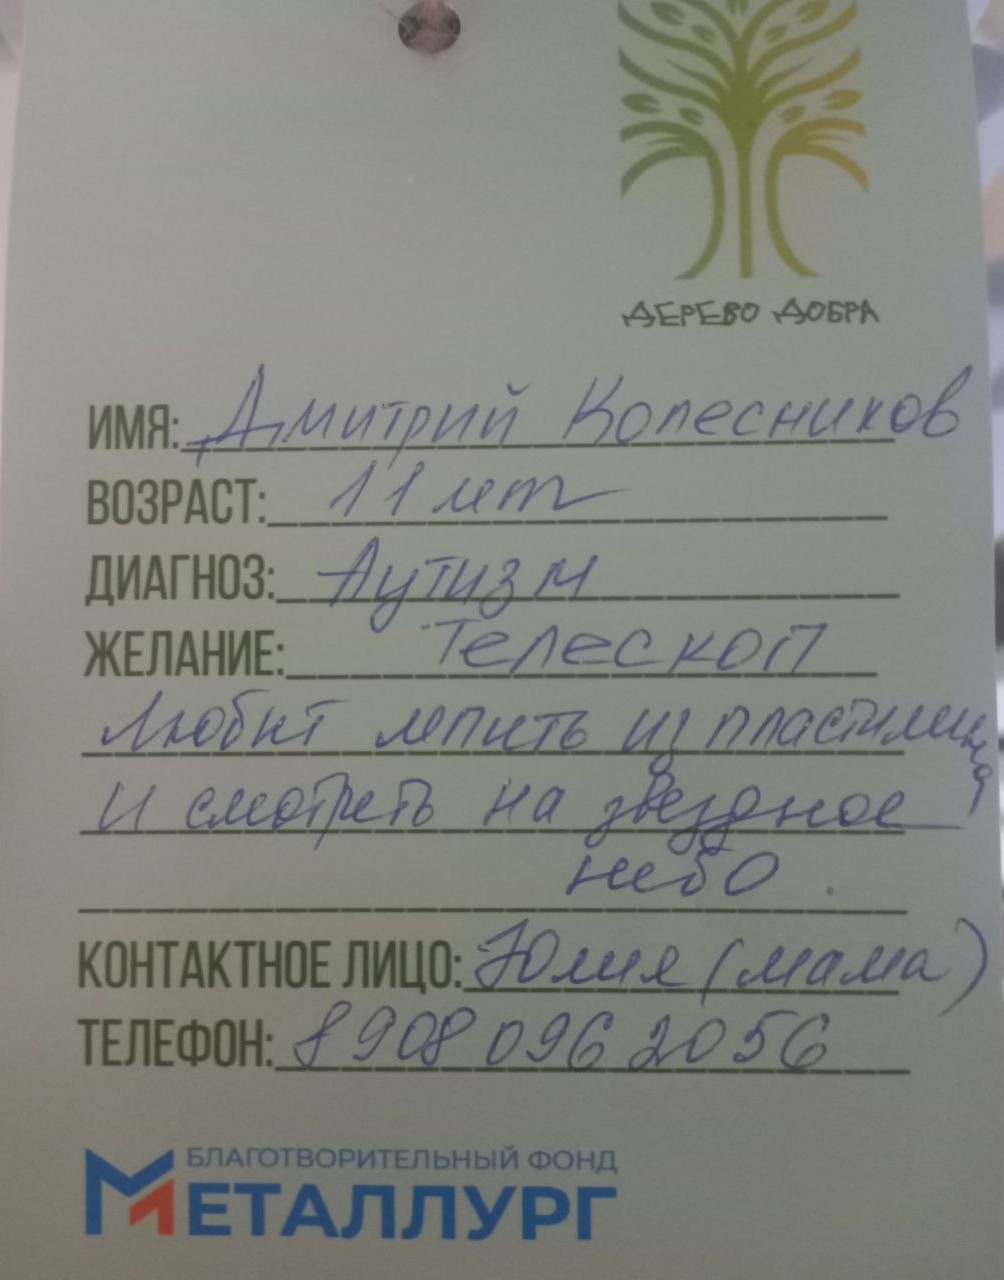 ДЕРЕВО ДОБРА
ИМЯ: Дмитрий Колесников
ВОЗРАСТ: 11 лет
ДИАГНОЗ: Аутизм
ЖЕЛАНИЕ: Телескоп
Любит лепить из пластилина
и смотреть на звездное
небо.
КОНТАКТНОЕ ЛИЦО: Юлия (мама)
ТЕЛЕФОН: 8 908 096 2056
БЛАГОТВОРИТЕЛЬНЫЙ ФОНД
МЕТАЛЛУРГ